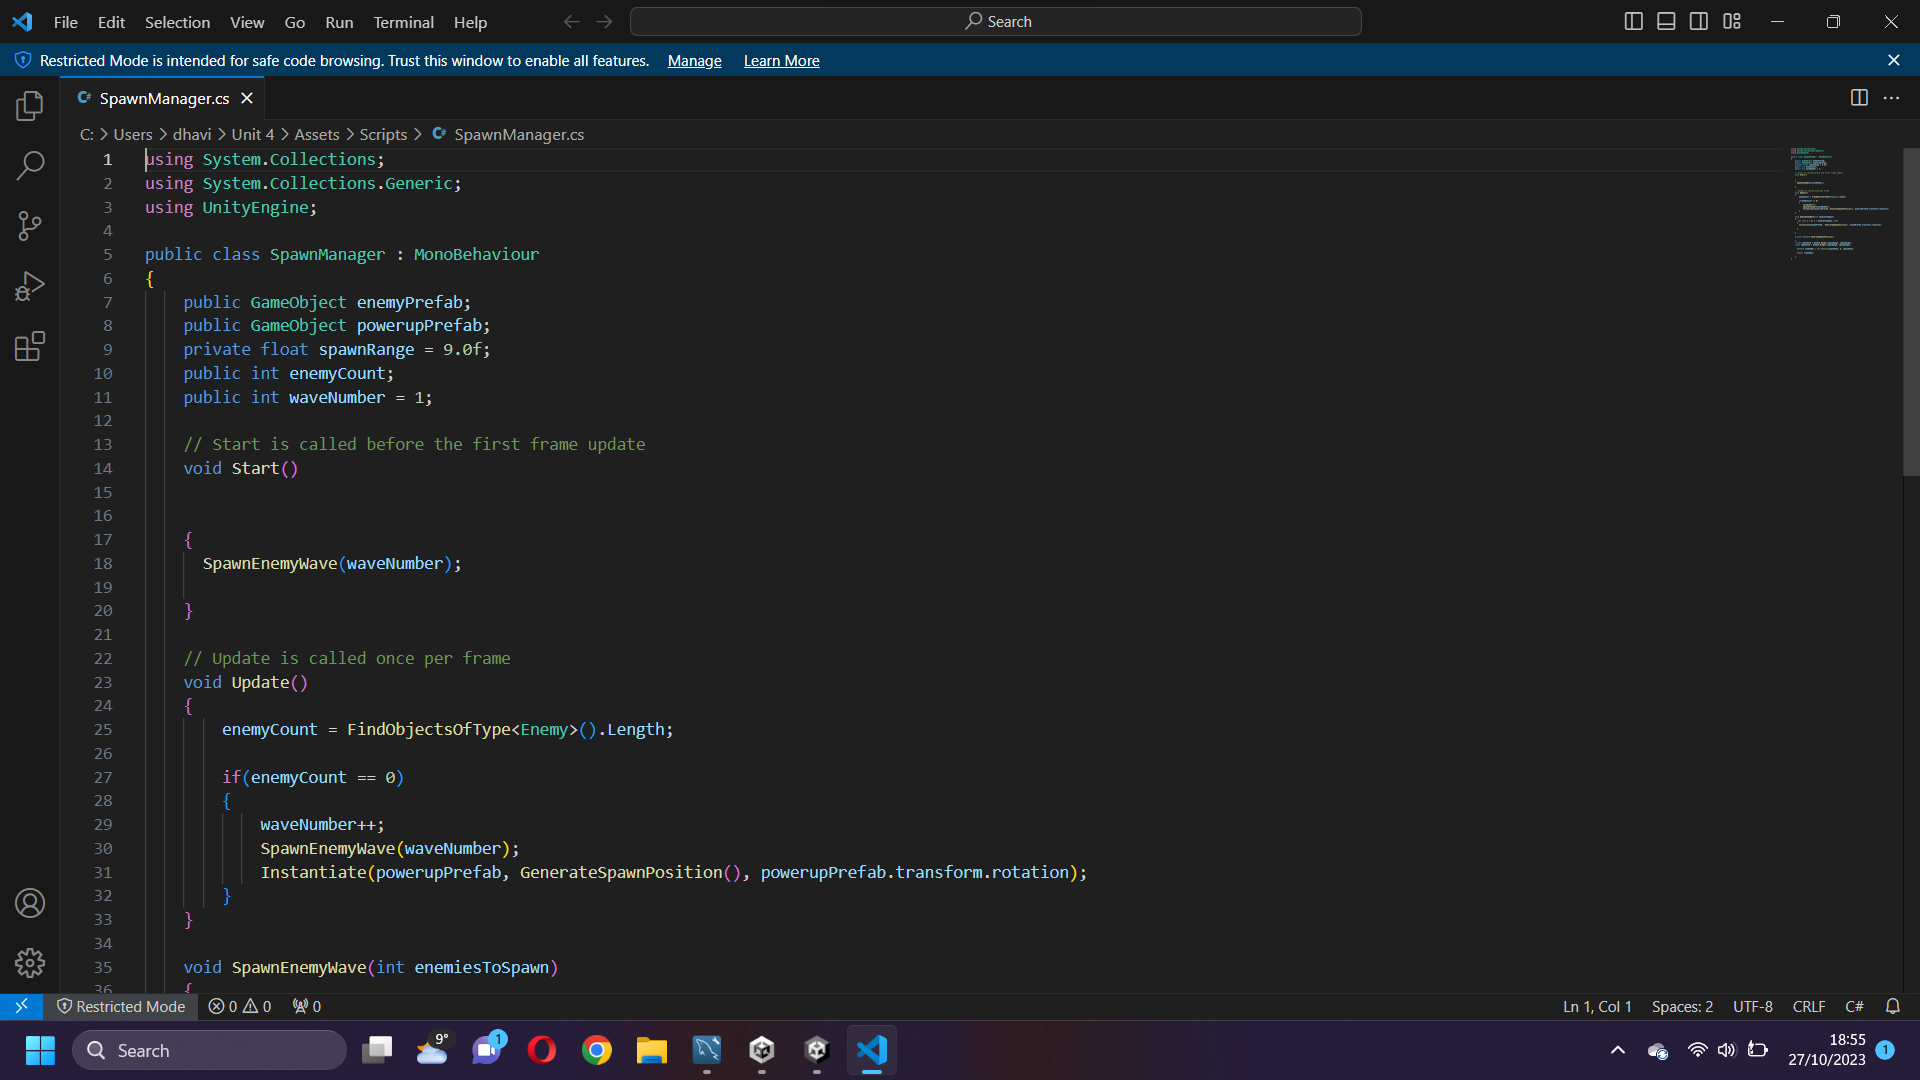 File Edit Selection View Go Run Terminal Help
Search
Restricted Mode is intended for safe code browsing. Trust this window to enable all features. Manage Learn More
C# SpawnManager.cs
C: > Users > dhavi > Unit 4 > Assets > Scripts > C# SpawnManager.cs
1 using System.Collections;
2 using System.Collections.Generic;
3 using UnityEngine;
4
5 public class SpawnManager : MonoBehaviour
6 {
7 public GameObject enemyPrefab;
8 public GameObject powerupPrefab;
9 private float spawnRange = 9.0f;
10 public int enemyCount;
11 public int waveNumber = 1;
12
13 // Start is called before the first frame update
14 void Start()
15
16
17 {
18 SpawnEnemyWave(waveNumber);
19
20 }
21
22 // Update is called once per frame
23 void Update()
24 {
25 enemyCount = FindObjectsOfType<Enemy>().Length;
26
27 if(enemyCount == 0)
28 {
29 waveNumber++;
30 SpawnEnemyWave(waveNumber);
31 Instantiate(powerupPrefab, GenerateSpawnPosition(), powerupPrefab.transform.rotation);
32 }
33 }
34
35 void SpawnEnemyWave(int enemiesToSpawn)
36 {
Restricted Mode 0 0 0 Ln 1, Col 1 Spaces: 2 UTF-8 CRLF C#
Search 9° 1 18:55
27/10/2023 1